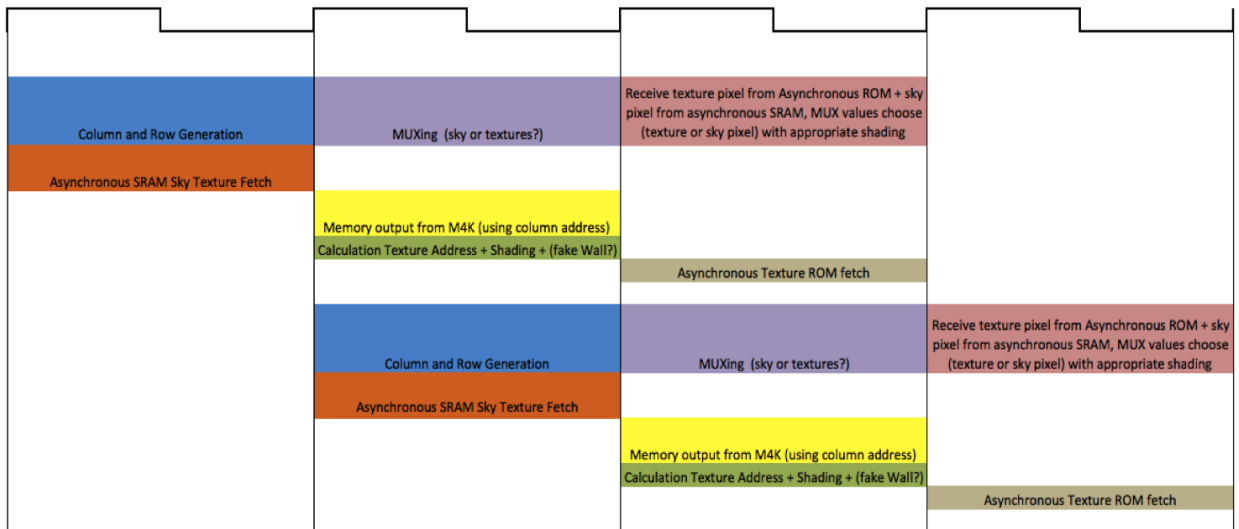 Column and Row Generation
MUXing (sky or textures?)
Receive texture pixel from Asynchronous ROM + sky
pixel from asynchronous SRAM, MUX values choose
(texture or sky pixel) with appropriate shading
Asynchronous SRAM Sky Texture Fetch
Memory output from M4K (using column address)
Calculation Texture Address + Shading + (fake Wall?)
Asynchronous Texture ROM fetch
Column and Row Generation
MUXing (sky or textures?)
Receive texture pixel from Asynchronous ROM + sky
pixel from asynchronous SRAM, MUX values choose
(texture or sky pixel) with appropriate shading
Asynchronous SRAM Sky Texture Fetch
Memory output from M4K (using column address)
Calculation Texture Address + Shading + (fake Wall?)
Asynchronous Texture ROM fetch